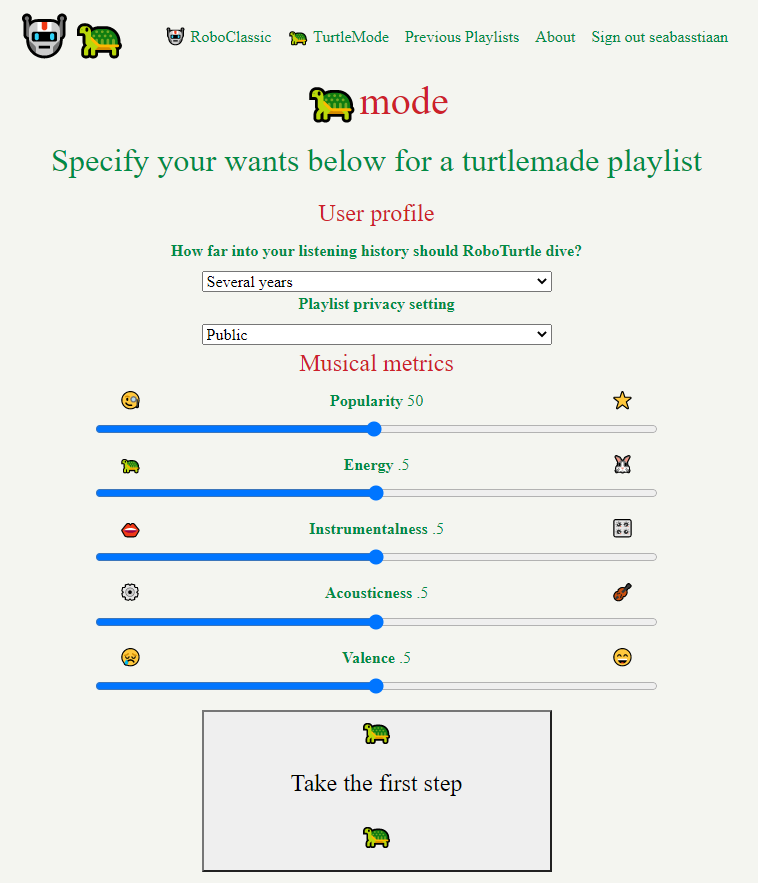 RoboClassic TurtleMode Previous Playlists About Sign out seabasstiaan
mode
Specify your wants below for a turtlemade playlist
User profile
How far into your listening history should RoboTurtle dive?
Several years
Playlist privacy setting
Public
Musical metrics
Popularity 50
Energy .5
Instrumentalness .5
Acousticness .5
Valence .5
Take the first step